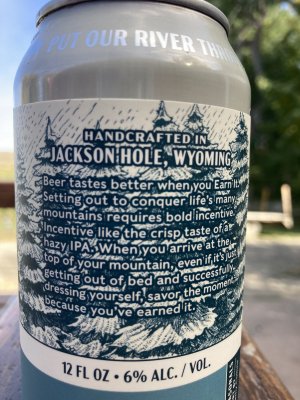 PUT OUR RIVER
HANDCRAFTED IN
JACKSON HOLE, WYOMING
Beer tastes better when you Earn It.
Setting out to conquer life's many
mountains requires bold incentive.
Incentive like the crisp taste of a
hazy IPA. When you arrive at the
top of your mountain, even if it's just
getting out of bed and successfully
dressing yourself, savor the moment
because you've earned it.
12 FL OZ • 6% ALC. / VOL.